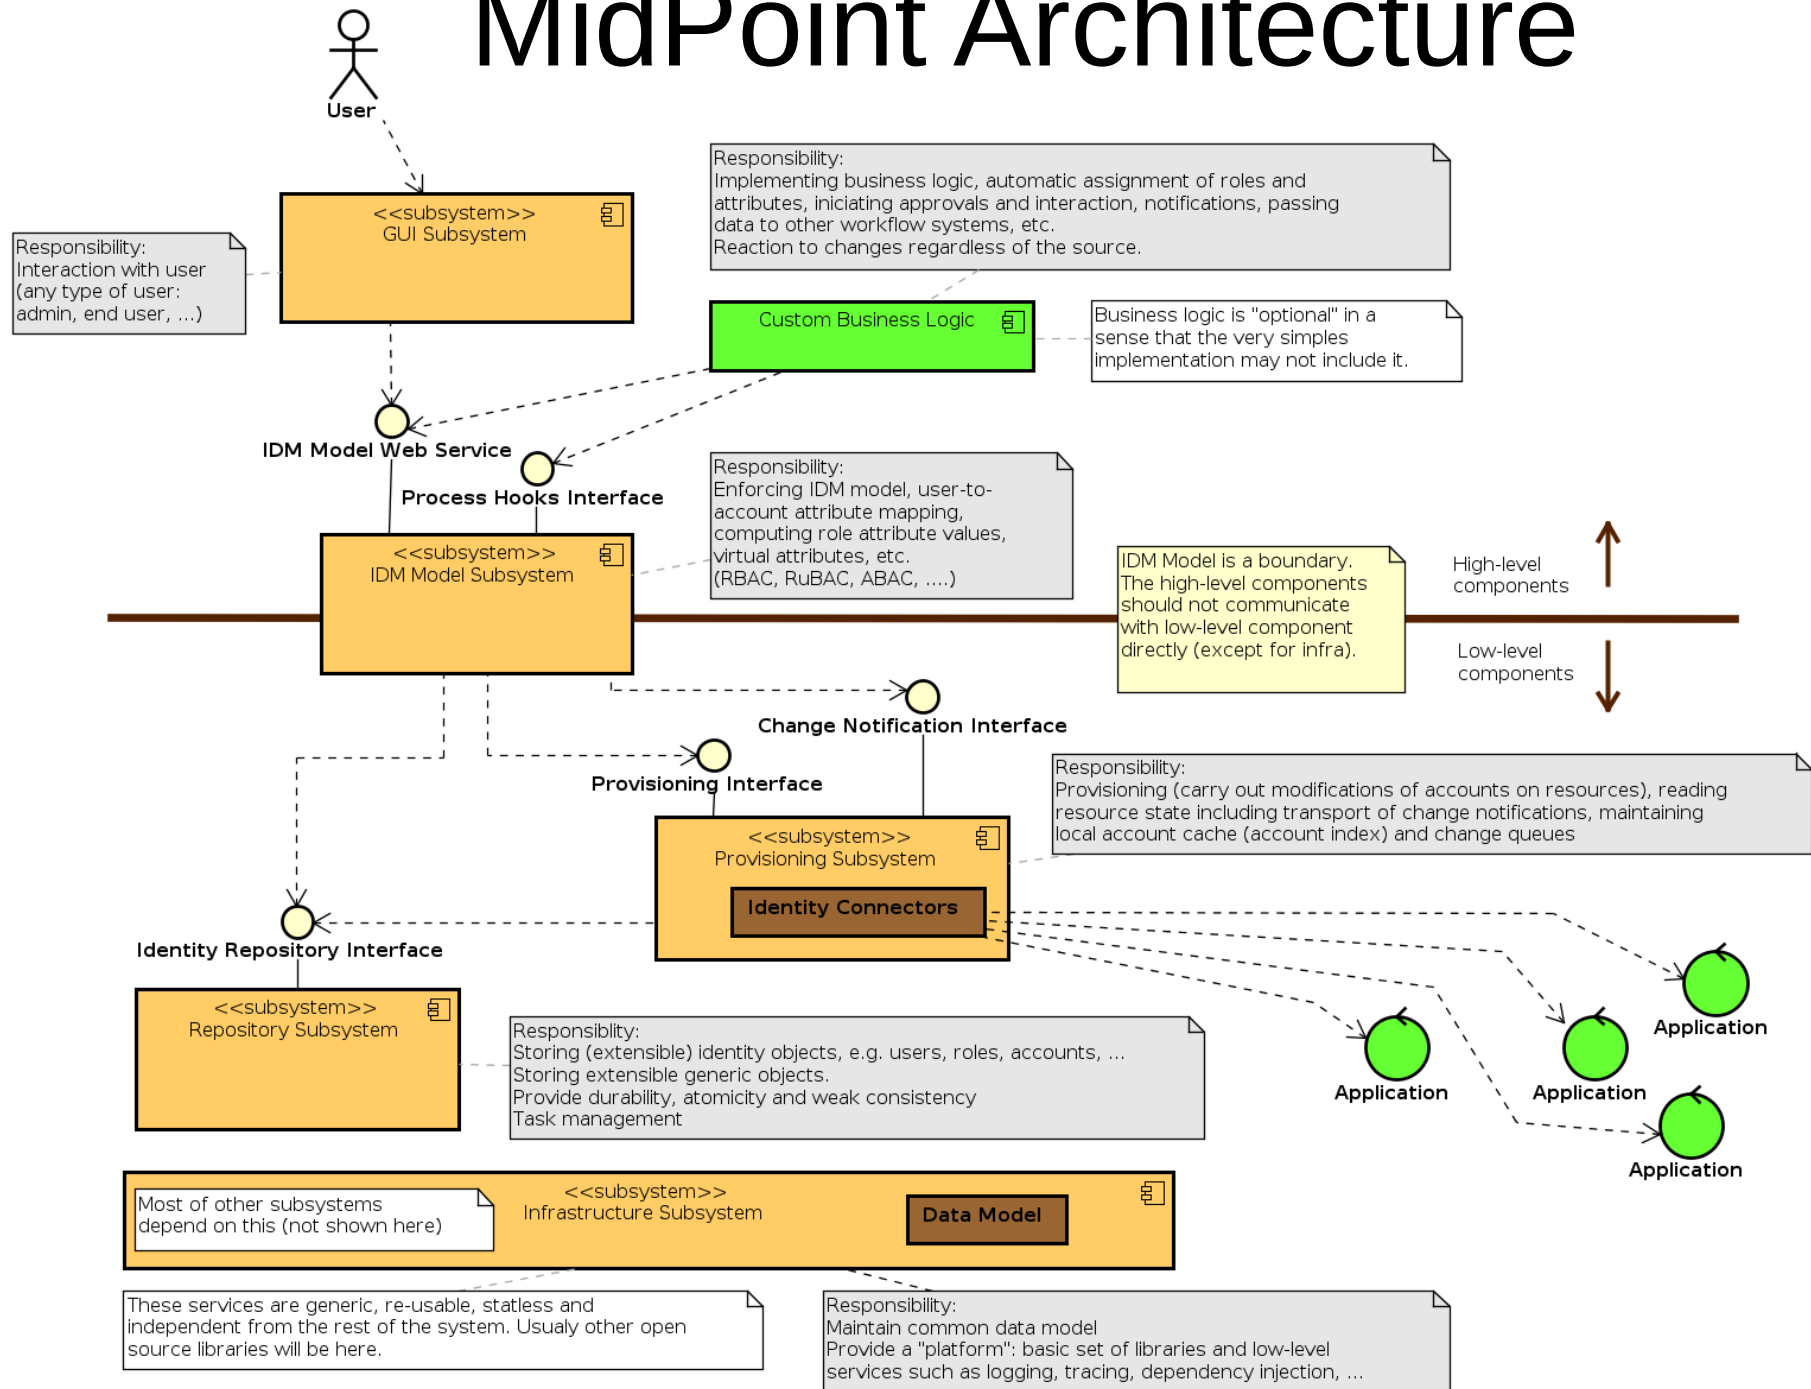 MidPoint Architecture
User
Responsibility:
Implementing business logic, automatic assignment of roles and
attributes, iniciating approvals and interaction, notifications, passing
data to other workflow systems, etc.
Reaction to changes regardless of the source.
<<subsystem>>
GUI Subsystem
Responsibility:
Interaction with user
(any type of user:
admin, end user, ...)
Custom Business Logic
Business logic is "optional" in a
sense that the very simples
implementation may not include it.
IDM Model Web Service
Process Hooks Interface
Responsibility:
Enforcing IDM model, user-to-
account attribute mapping,
computing role attribute values,
virtual attributes, etc.
(RBAC, RuBAC, ABAC, ....)
<<subsystem>>
IDM Model Subsystem
IDM Model is a boundary.
The high-level components
should not communicate
with low-level component
directly (except for infra).
High-level
components
Low-level
components
Change Notification Interface
Provisioning Interface
Responsibility:
Provisioning (carry out modifications of accounts on resources), reading
resource state including transport of change notifications, maintaining
local account cache (account index) and change queues
<<subsystem>>
Provisioning Subsystem
Identity Connectors
Identity Repository Interface
<<subsystem>>
Repository Subsystem
Responsiblity:
Storing (extensible) identity objects, e.g. users, roles, accounts, ...
Storing extensible generic objects.
Provide durability, atomicity and weak consistency
Task management
Application
Application
Application
Application
Most of other subsystems
depend on this (not shown here)
<<subsystem>>
Infrastructure Subsystem
Data Model
These services are generic, re-usable, statless and
independent from the rest of the system. Usualy other open
source libraries will be here.
Responsibility:
Maintain common data model
Provide a "platform": basic set of libraries and low-level
services such as logging, tracing, dependency injection, ...